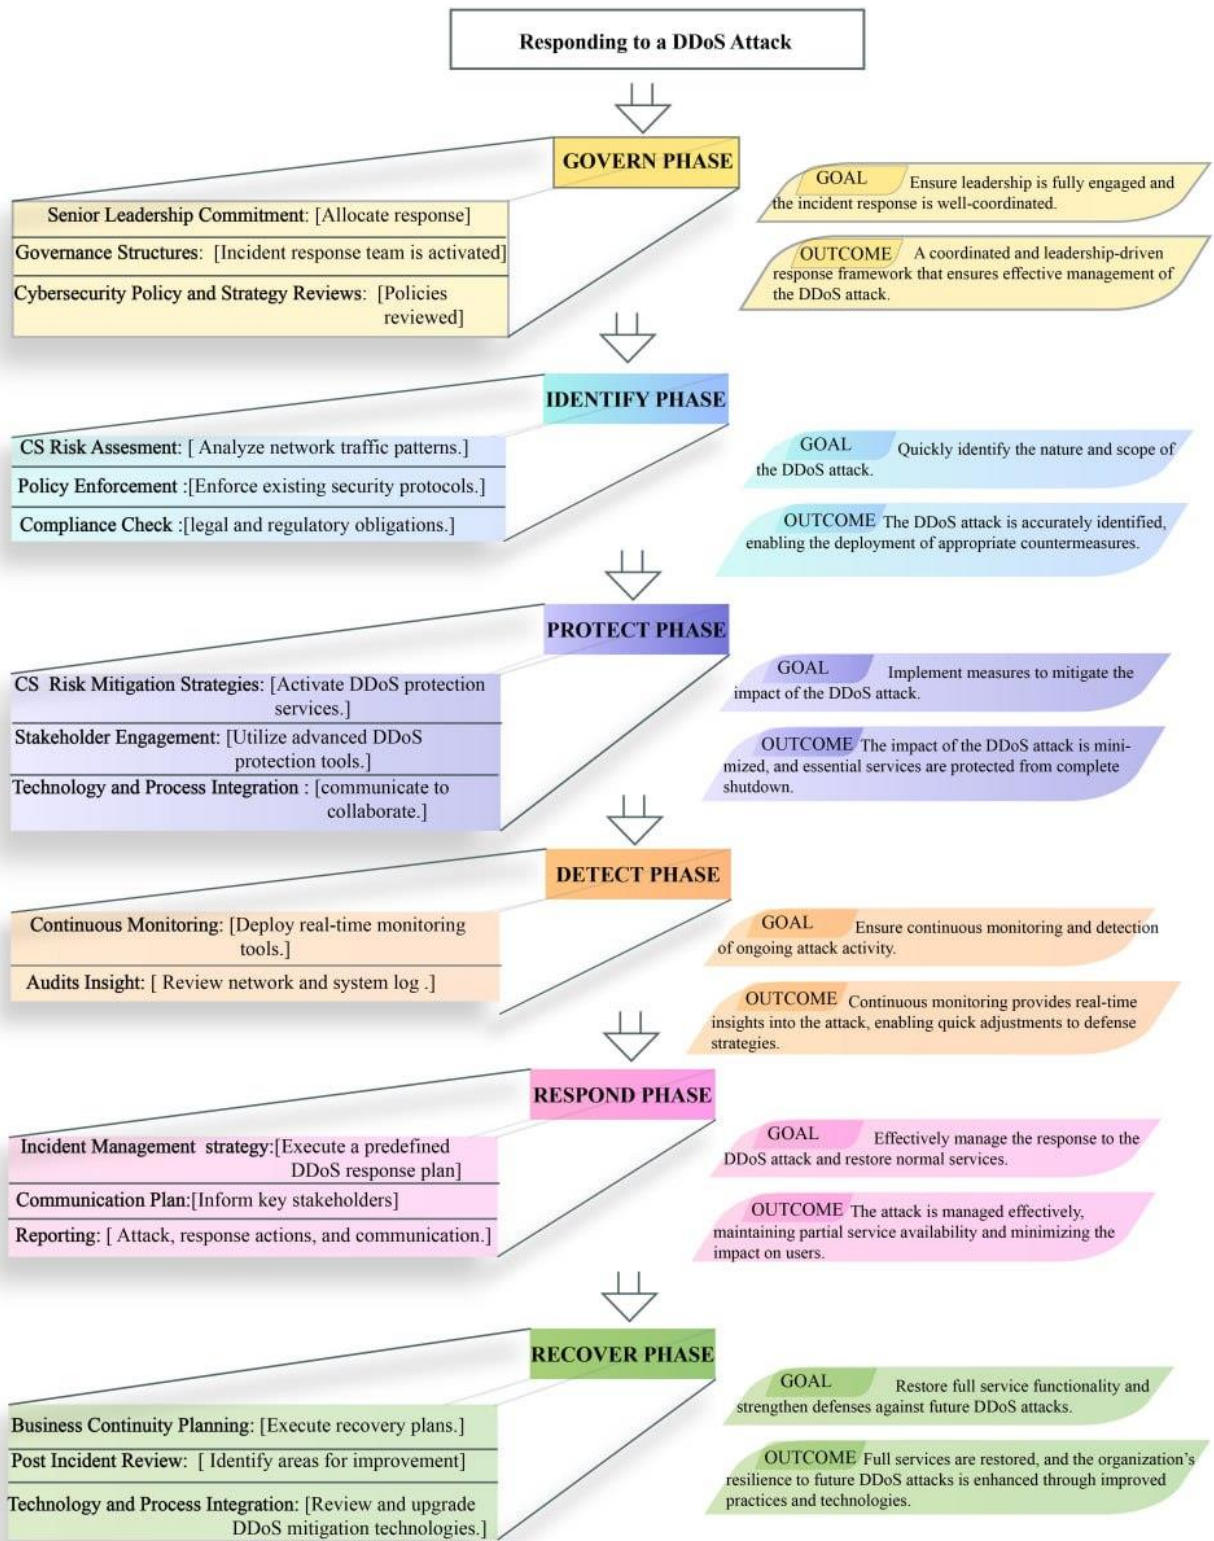 Responding to a DDoS Attack
GOVERN PHASE
Senior Leadership Commitment: [Allocate response]
Governance Structures: [Incident response team is activated]
Cybersecurity Policy and Strategy Reviews: [Policies
reviewed]
GOAL Ensure leadership is fully engaged and
the incident response is well-coordinated.
OUTCOME A coordinated and leadership-driven
response framework that ensures effective management of
the DDoS attack.
IDENTIFY PHASE
CS Risk Assesment: [ Analyze network traffic patterns.]
Policy Enforcement :[Enforce existing security protocols.]
Compliance Check :[legal and regulatory obligations.]
GOAL Quickly identify the nature and scope of
the DDoS attack.
OUTCOME The DDoS attack is accurately identified,
enabling the deployment of appropriate countermeasures.
PROTECT PHASE
CS Risk Mitigation Strategies: [Activate DDoS protection
services.]
Stakeholder Engagement: [Utilize advanced DDoS
protection tools.]
Technology and Process Integration : [communicate to
collaborate.]
GOAL Implement measures to mitigate the
impact of the DDoS attack.
OUTCOME The impact of the DDoS attack is mini-
mized, and essential services are protected from complete
shutdown.
DETECT PHASE
Continuous Monitoring: [Deploy real-time monitoring
tools.]
Audits Insight: [ Review network and system log .]
GOAL Ensure continuous monitoring and detection
of ongoing attack activity.
OUTCOME Continuous monitoring provides real-time
insights into the attack, enabling quick adjustments to defense
strategies.
RESPOND PHASE
Incident Management strategy:[Execute a predefined
DDoS response plan]
Communication Plan:[Inform key stakeholders]
Reporting: [ Attack, response actions, and communication.]
GOAL Effectively manage the response to the
DDoS attack and restore normal services.
OUTCOME The attack is managed effectively,
maintaining partial service availability and minimizing the
impact on users.
RECOVER PHASE
Business Continuity Planning: [Execute recovery plans.]
Post Incident Review: [ Identify areas for improvement]
Technology and Process Integration: [Review and upgrade
DDoS mitigation technologies.]
GOAL Restore full service functionality and
strengthen defenses against future DDoS attacks.
OUTCOME Full services are restored, and the organization's
resilience to future DDoS attacks is enhanced through improved
practices and technologies.